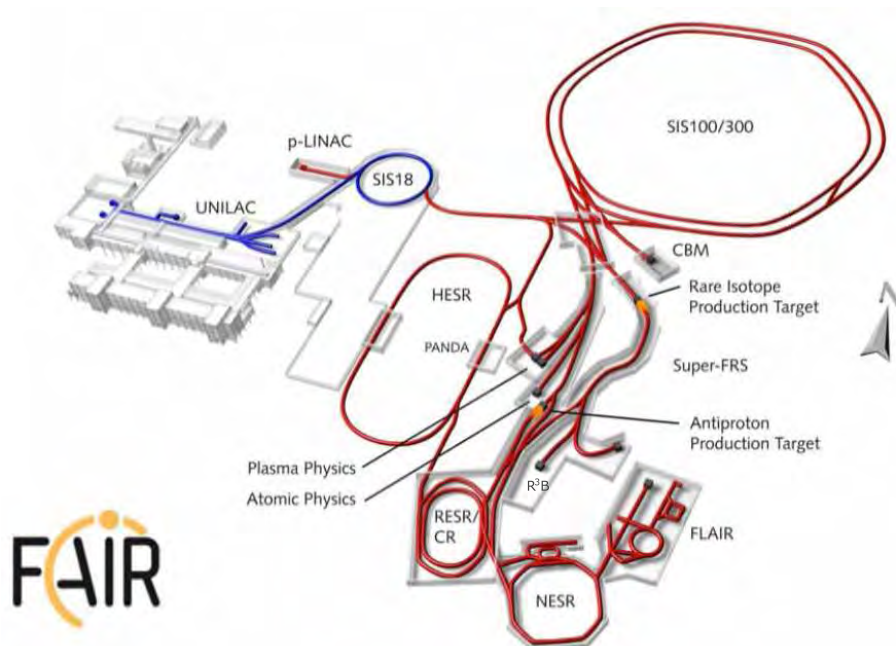 SIS100/300
p-LINAC
SIS18
UNILAC
CBM
HESR
Rare Isotope
Production Target
N
PANDA
Super-FRS
Antiproton
Production Target
Plasma Physics
Atomic Physics
R³B
RESR/
CR
FLAIR
NESR
FAIR